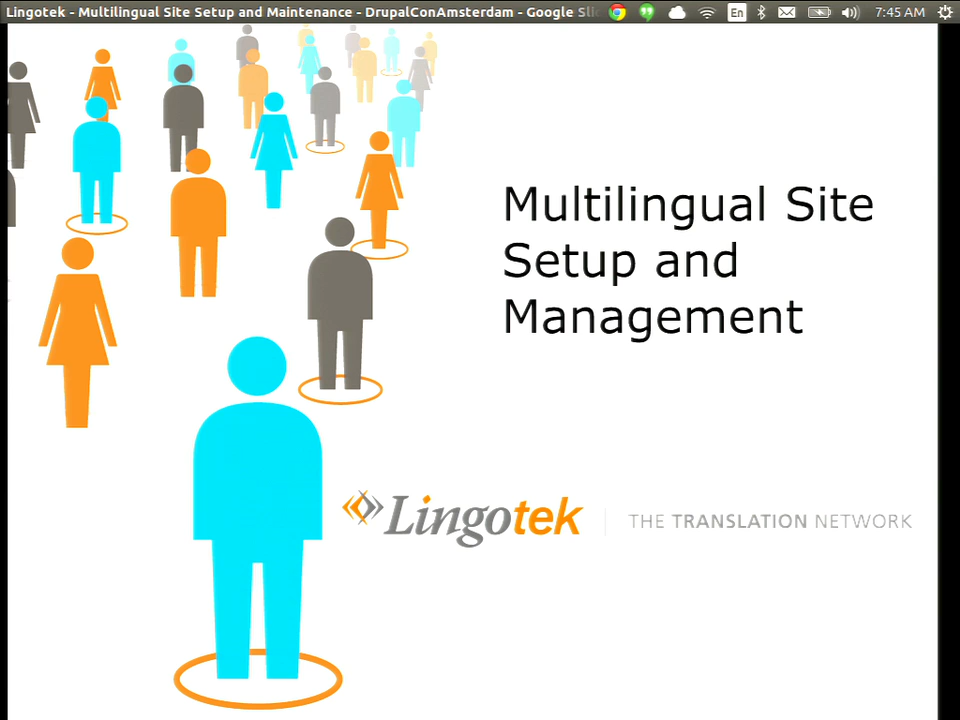 Lingotek - Multilingual Site Setup and Maintenance - DrupalConAmsterdam - Google
En
7:45 AM
Multilingual Site
Setup and
Management
Lingotek
THE TRANSLATION NETWORK